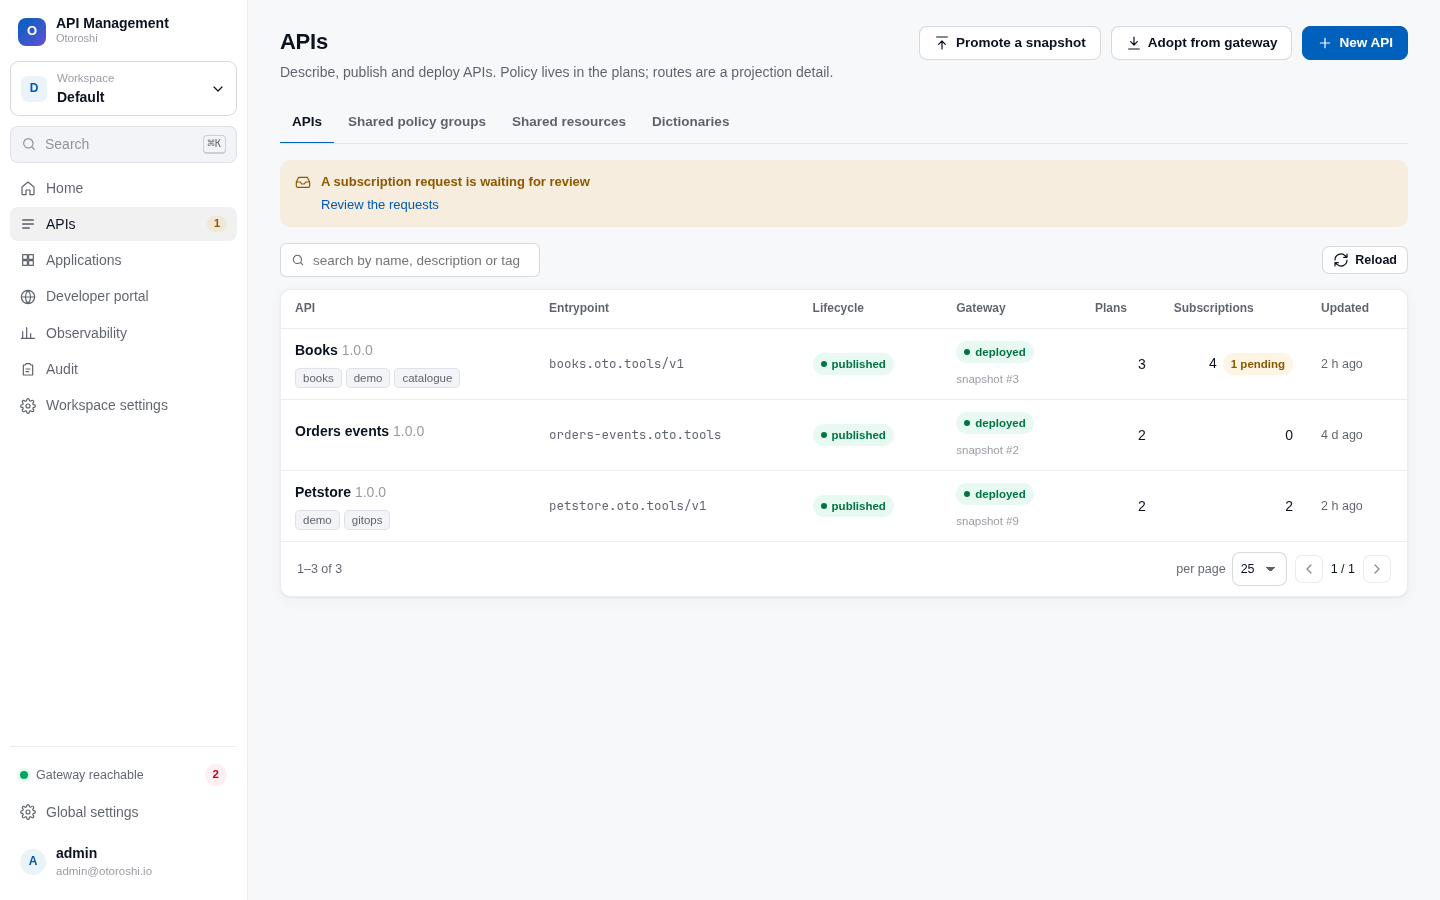 O
API Management
Otoroshi
D
Workspace
Default
Search
⌘K
Home
APIs
1
Applications
Developer portal
Observability
Audit
Workspace settings
Gateway reachable
2
Global settings
A
admin
admin@otoroshi.io
APIs
Promote a snapshot
Adopt from gateway
New API
Describe, publish and deploy APIs. Policy lives in the plans; routes are a projection detail.
APIs Shared policy groups Shared resources Dictionaries
A subscription request is waiting for review
Review the requests
search by name, description or tag
Reload
API Entrypoint Lifecycle Gateway Plans Subscriptions Updated
Books 1.0.0
books demo catalogue
books.oto.tools/v1
published
deployed
snapshot #3
3
4 1 pending
2 h ago
Orders events 1.0.0
orders-events.oto.tools
published
deployed
snapshot #2
2
0
4 d ago
Petstore 1.0.0
demo gitops
petstore.oto.tools/v1
published
deployed
snapshot #9
2
2
2 h ago
1–3 of 3
per page 25
1 / 1